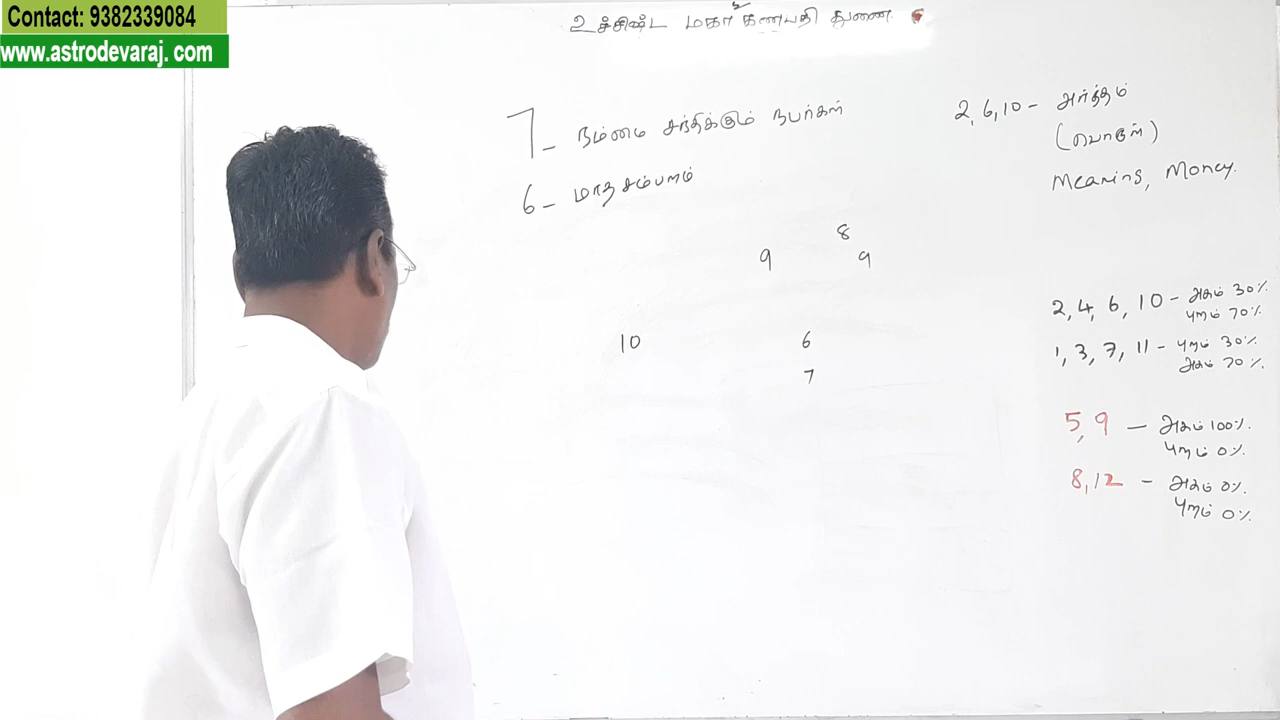 Contact: 9382339084
www.astrodevaraj. com
உச்சிஷ்ட மகா கணபதி துணை
7 - நம்மை சந்திக்கும் நபர்கள்
6 - மாத சம்பளம்
2, 6, 10 - அர்த்தம்
(பொருள்)
Meaning, Money.
8
9 9
10 6
7
2, 4, 6, 10 - அகம் 30%
புறம் 70%
1, 3, 7, 11 - புறம் 30%
அகம் 70%.
5, 9 - அகம் 100%.
புறம் 0%.
8, 12 - அகம் 0%.
புறம் 0%